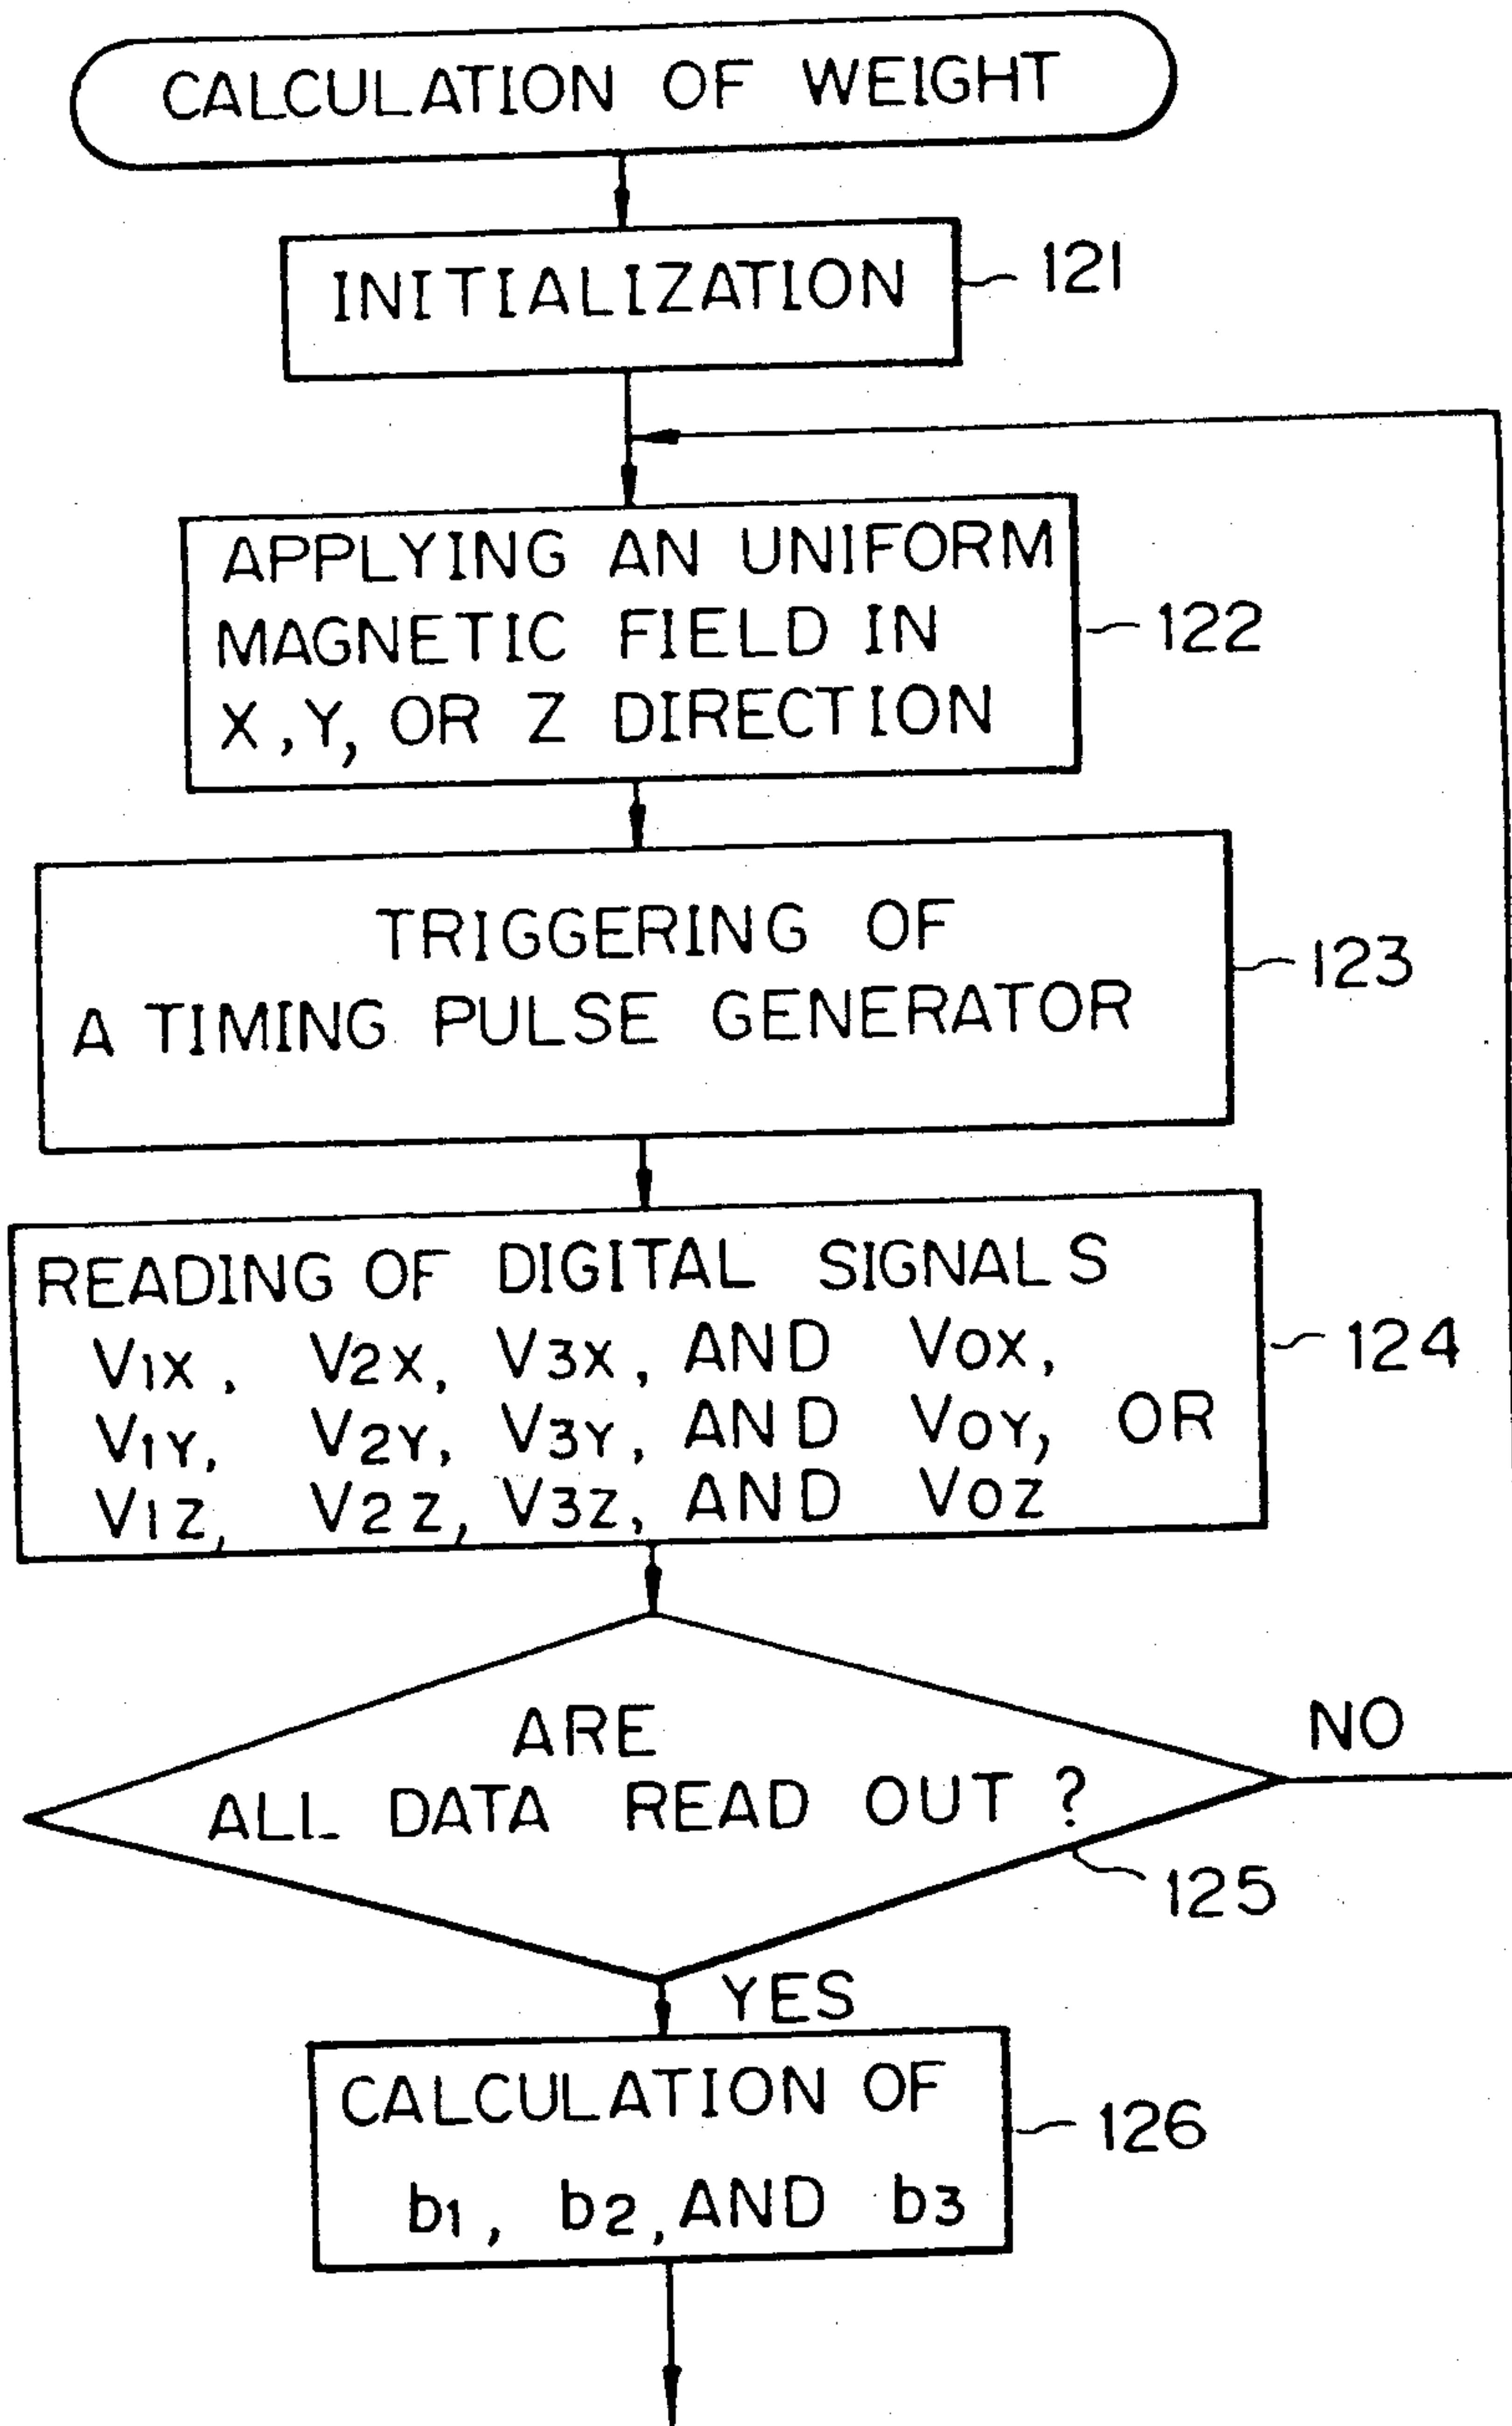 CALCULATION OF WEIGHT
INITIALIZATION
121
APPLYING AN UNIFORM
MAGNETIC FIELD IN
X, Y, OR Z DIRECTION
122
TRIGGERING OF
A TIMING PULSE GENERATOR
123
READING OF DIGITAL SIGNALS
V1X, V2X, V3X, AND V0X,
V1Y, V2Y, V3Y, AND V0Y, OR
V1Z, V2Z, V3Z, AND V0Z
124
ARE
ALL DATA READ OUT ?
NO
125
YES
CALCULATION OF
b1, b2, AND b3
126